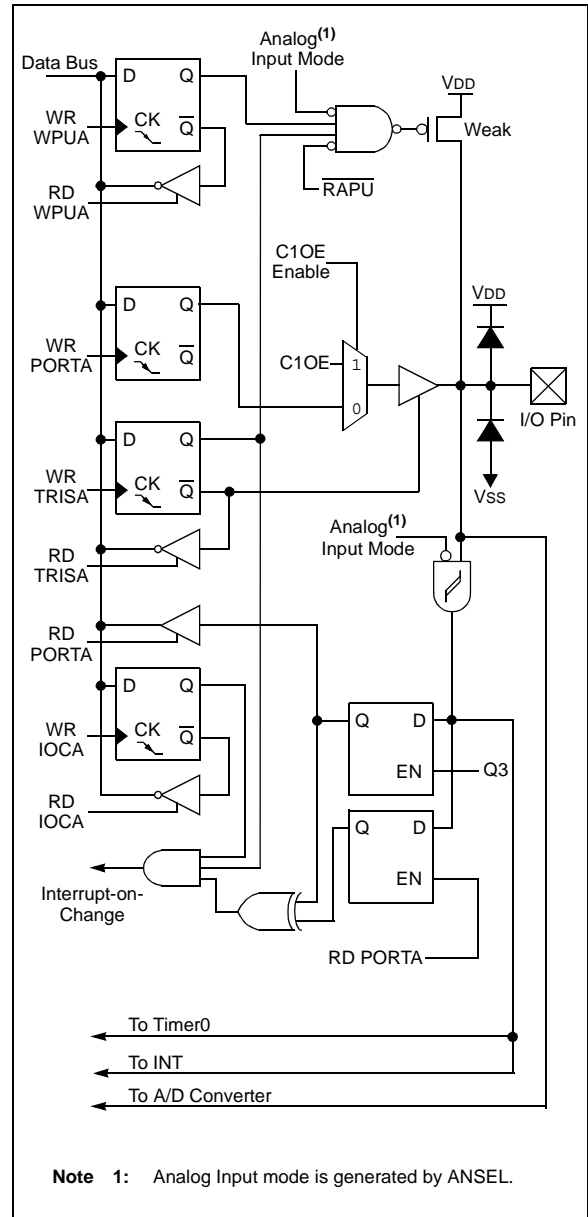 Analog(1)
Input Mode
Data Bus
D Q
VDD
WR
WPUA
CK
Q
Weak
RD
WPUA
RAPU
C1OE
Enable
D Q
VDD
WR
PORTA
CK
Q
C1OE
1
0
I/O Pin
D Q
WR
TRISA
CK
Q
VSS
Analog(1)
Input Mode
RD
TRISA
RD
PORTA
D Q
Q D
WR
IOCA
CK
Q
EN
Q3
RD
IOCA
Q D
EN
Interrupt-on-
Change
RD PORTA
To Timer0
To INT
To A/D Converter
Note 1: Analog Input mode is generated by ANSEL.